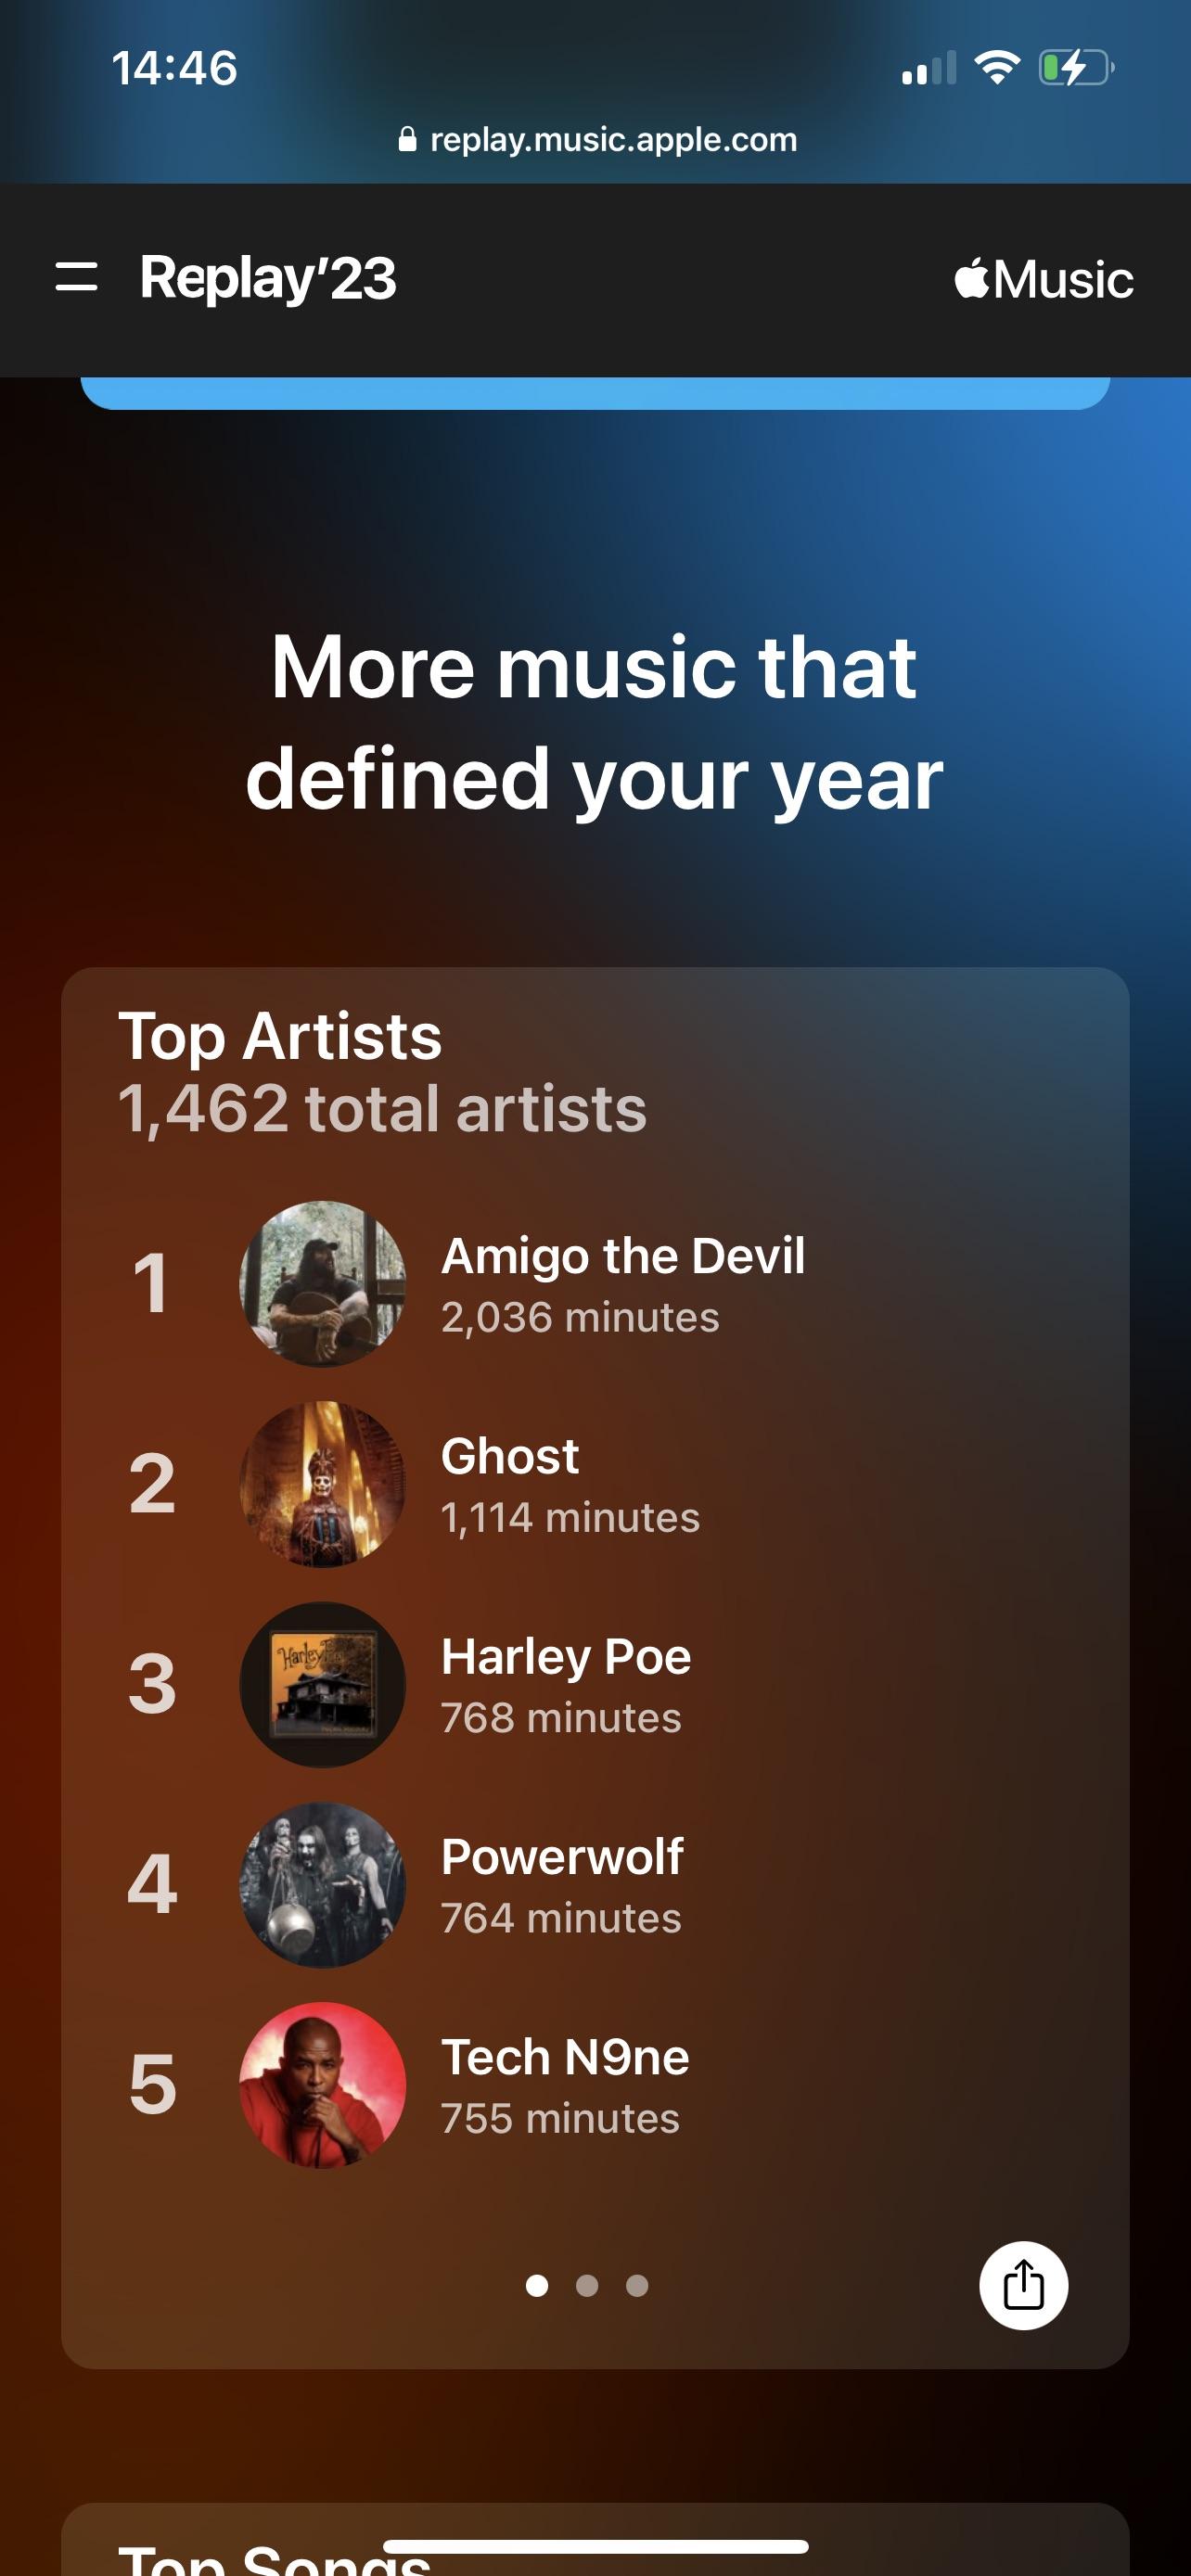 14:46
replay.music.apple.com
Replay'23
Music
More music that
defined your year
Top Artists
1,462 total artists
1
Amigo the Devil
2,036 minutes
2
Ghost
1,114 minutes
3
Harley Poe
Harley Poe
768 minutes
4
Powerwolf
764 minutes
5
Tech N9ne
755 minutes
Top Songs